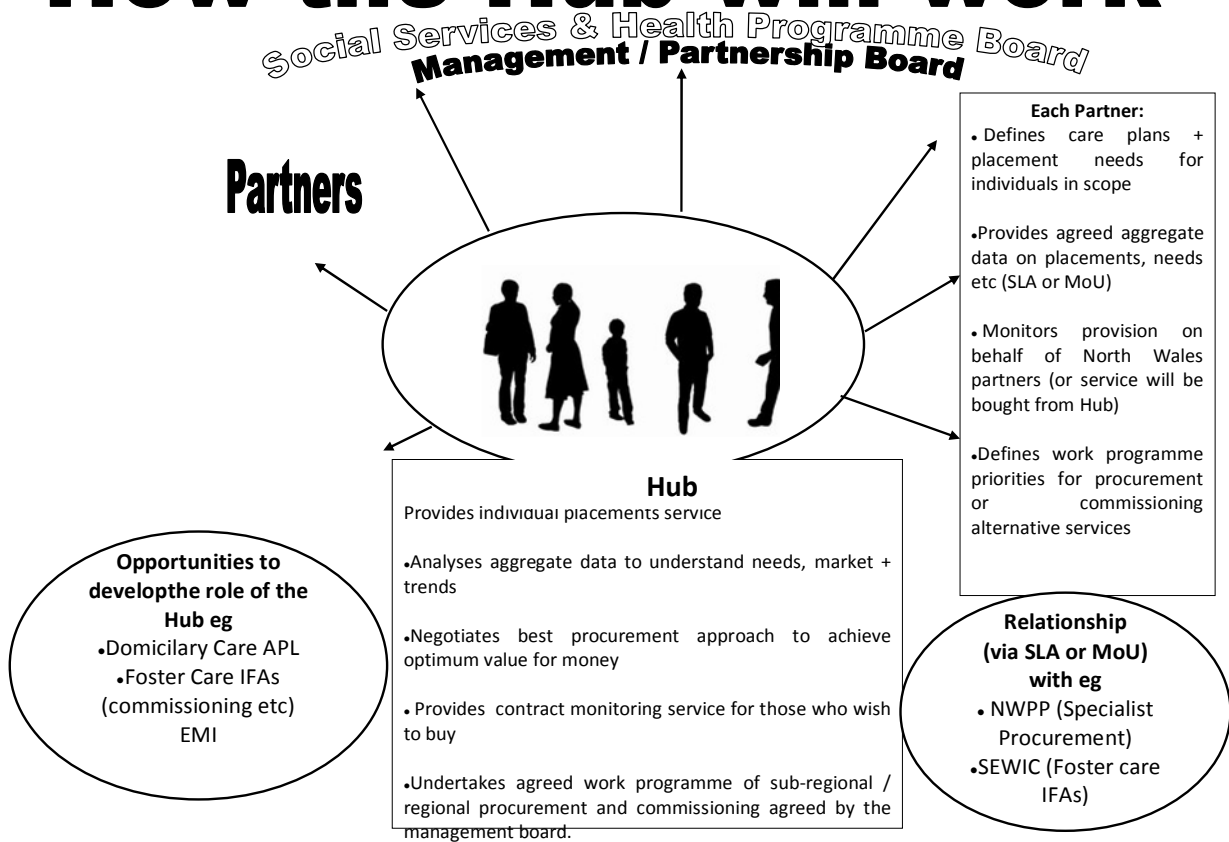 How the Hub will work
Social Services & Health Programme Board
Management / Partnership Board
Partners
Each Partner:
• Defines care plans +
placement needs for
individuals in scope
•Provides agreed aggregate
data on placements, needs
etc (SLA or MoU)
• Monitors provision on
behalf of North Wales
partners (or service will be
bought from Hub)
•Defines work programme
priorities for procurement
or commissioning
alternative services
Hub
Provides individual placements service
•Analyses aggregate data to understand needs, market +
trends
•Negotiates best procurement approach to achieve
optimum value for money
• Provides contract monitoring service for those who wish
to buy
•Undertakes agreed work programme of sub-regional /
regional procurement and commissioning agreed by the
management board.
Opportunities to
developthe role of the
Hub eg
•Domicilary Care APL
•Foster Care IFAs
(commissioning etc)
EMI
Relationship
(via SLA or MoU)
with eg
• NWPP (Specialist
Procurement)
•SEWIC (Foster care
IFAs)